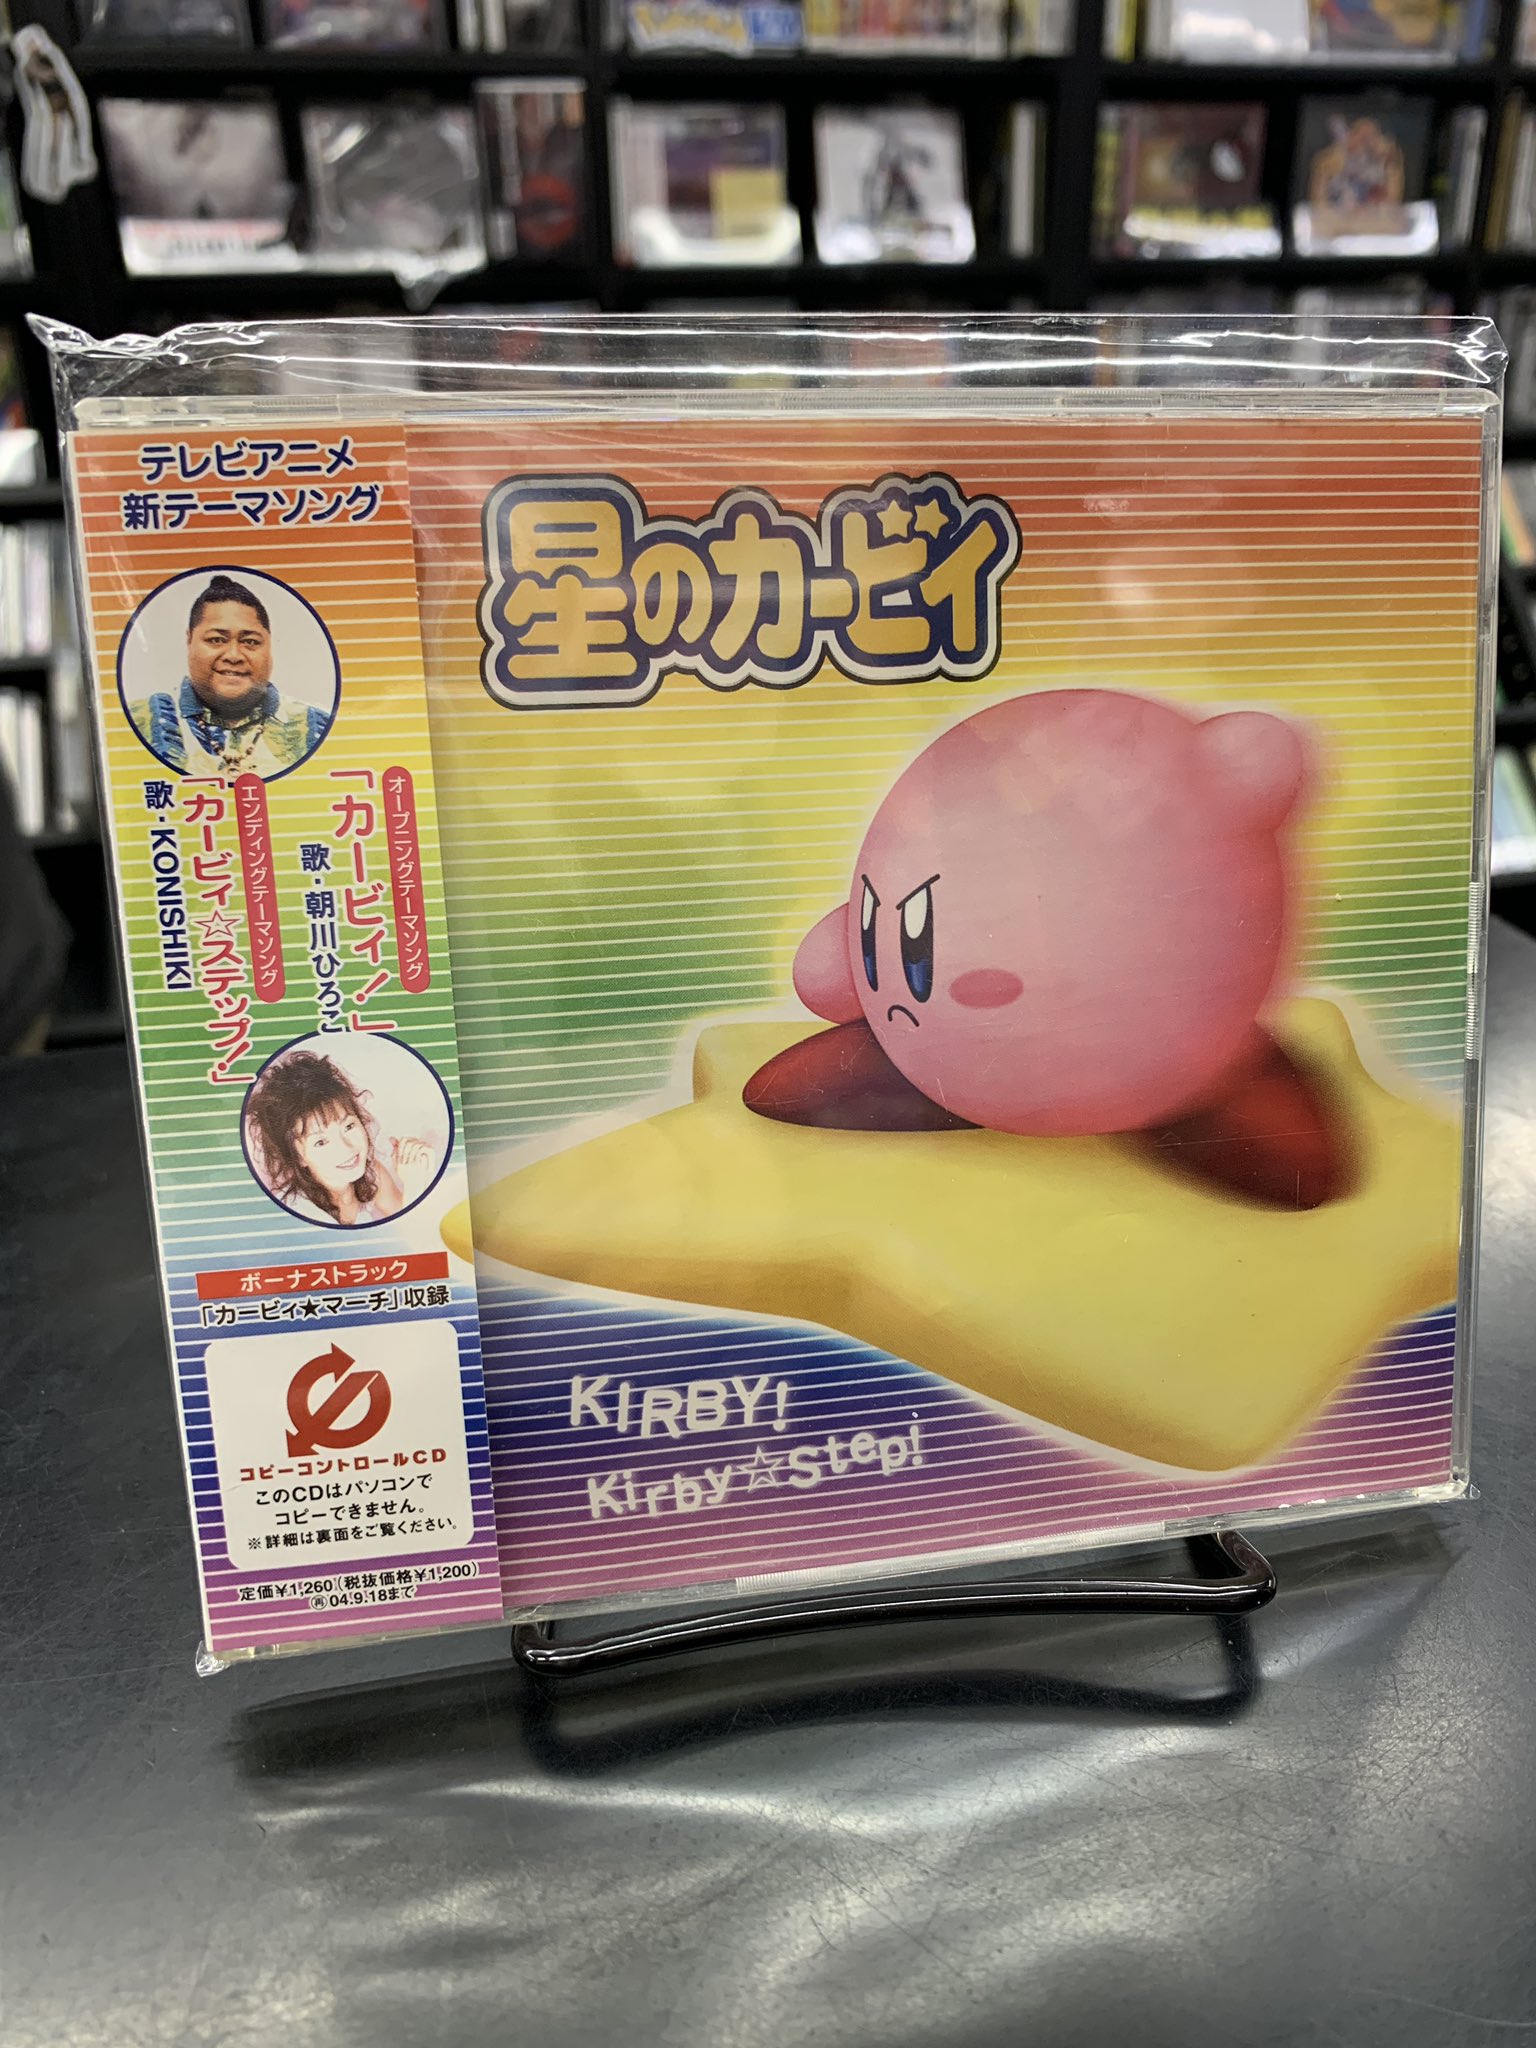 テレビアニメ
新テーマソング
オープニングテーマソング
「カービィ！」
歌・朝川ひろこ
エンディングテーマソング
「カービィ☆ステップ！」
歌・KONISHIKI
ボーナストラック
「カービィ★マーチ」収録
コピーコントロールCD
このCDはパソコンで
コピーできません。
※詳細は裏面をご覧ください。
定価¥1,260(税抜価格¥1,200)
再04.9.18まで
星のカービィ
KIRBY!
Kirby☆Step!